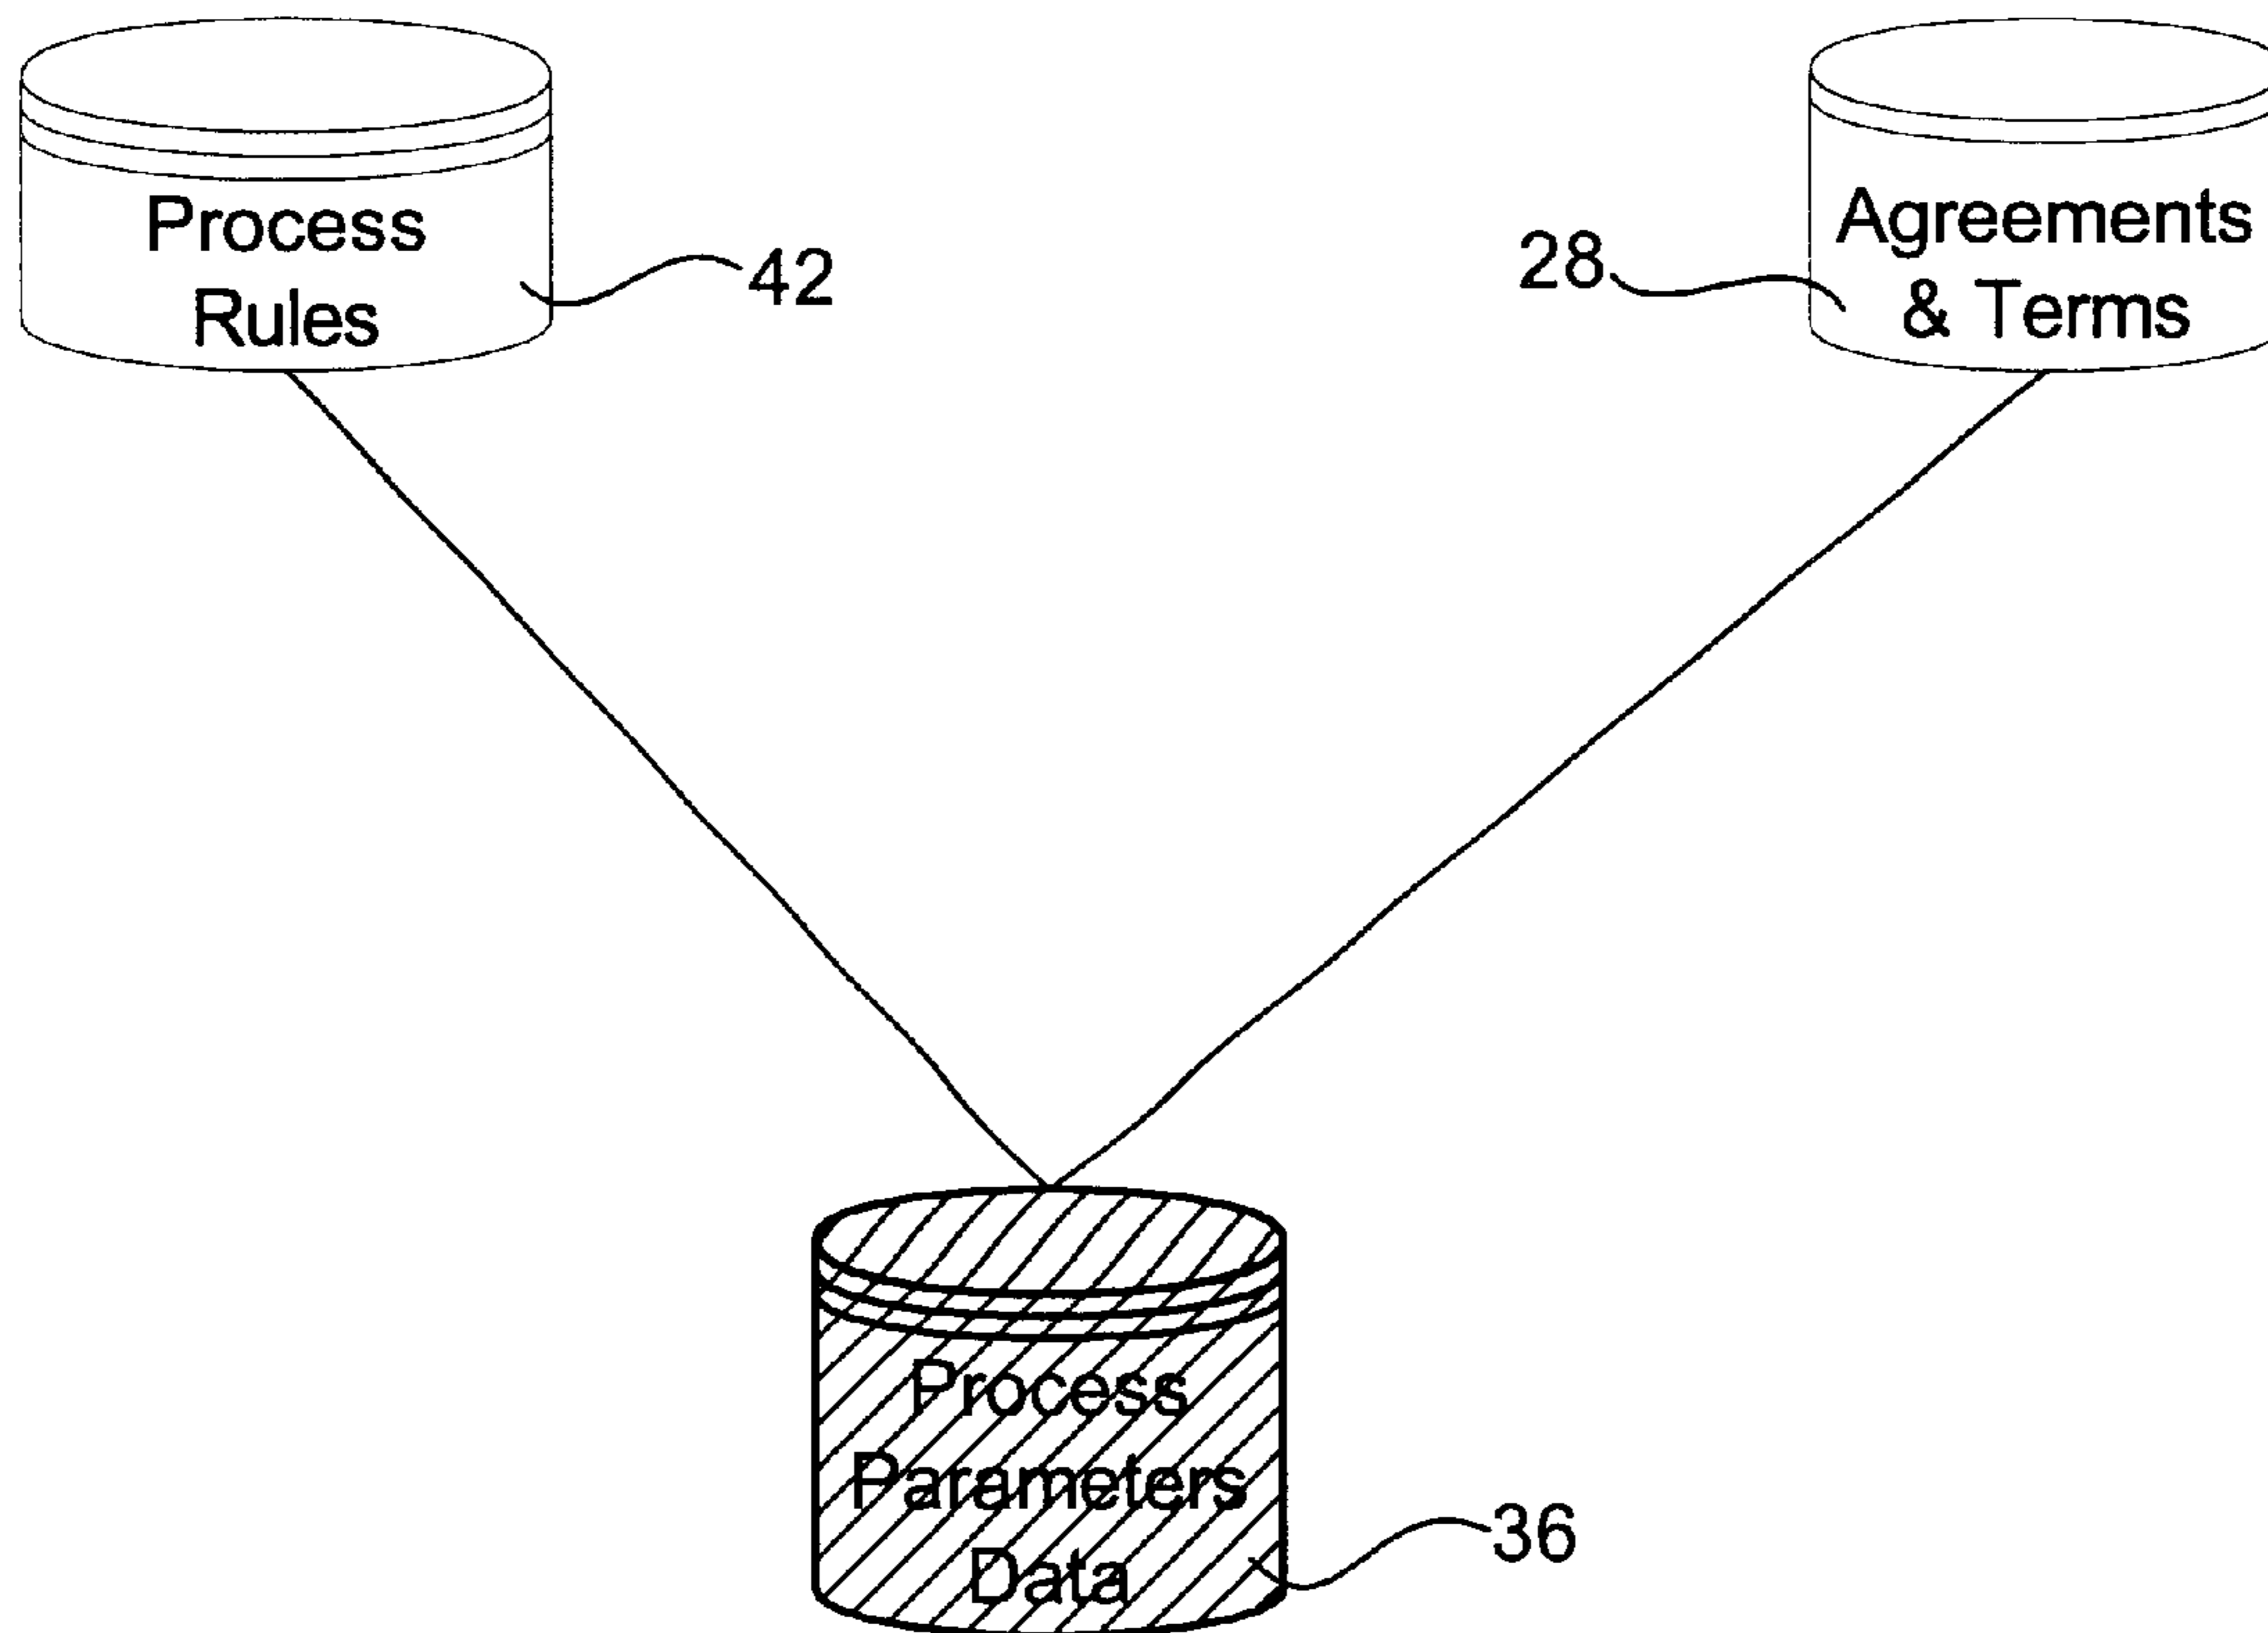 Process
Rules
42
28
Agreements
& Terms
Process
Parameters
Data
36